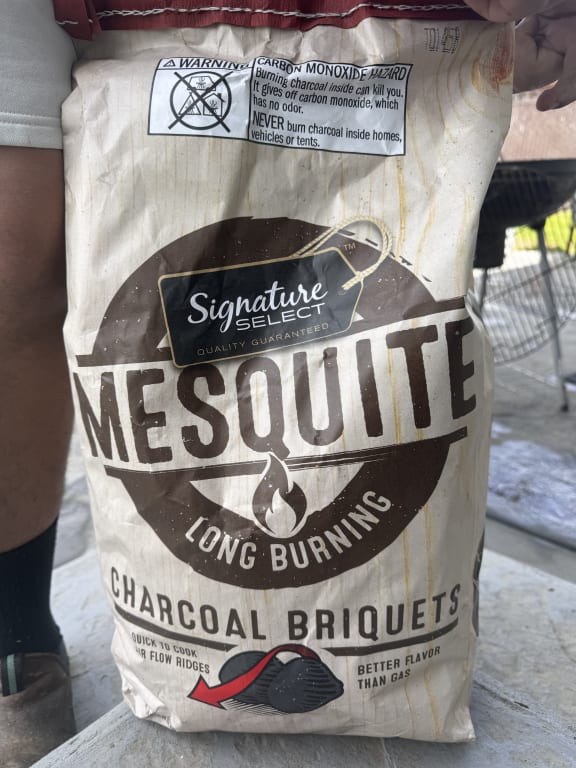 WARNING
CARBON MONOXIDE HAZARD
Burning charcoal inside can kill you.
It gives off carbon monoxide, which
has no odor.
NEVER burn charcoal inside homes,
vehicles or tents.
Signature
SELECT
TM
QUALITY GUARANTEED
MESQUITE
LONG BURNING
CHARCOAL BRIQUETS
QUICK TO COOK
AIR FLOW RIDGES
BETTER FLAVOR
THAN GAS